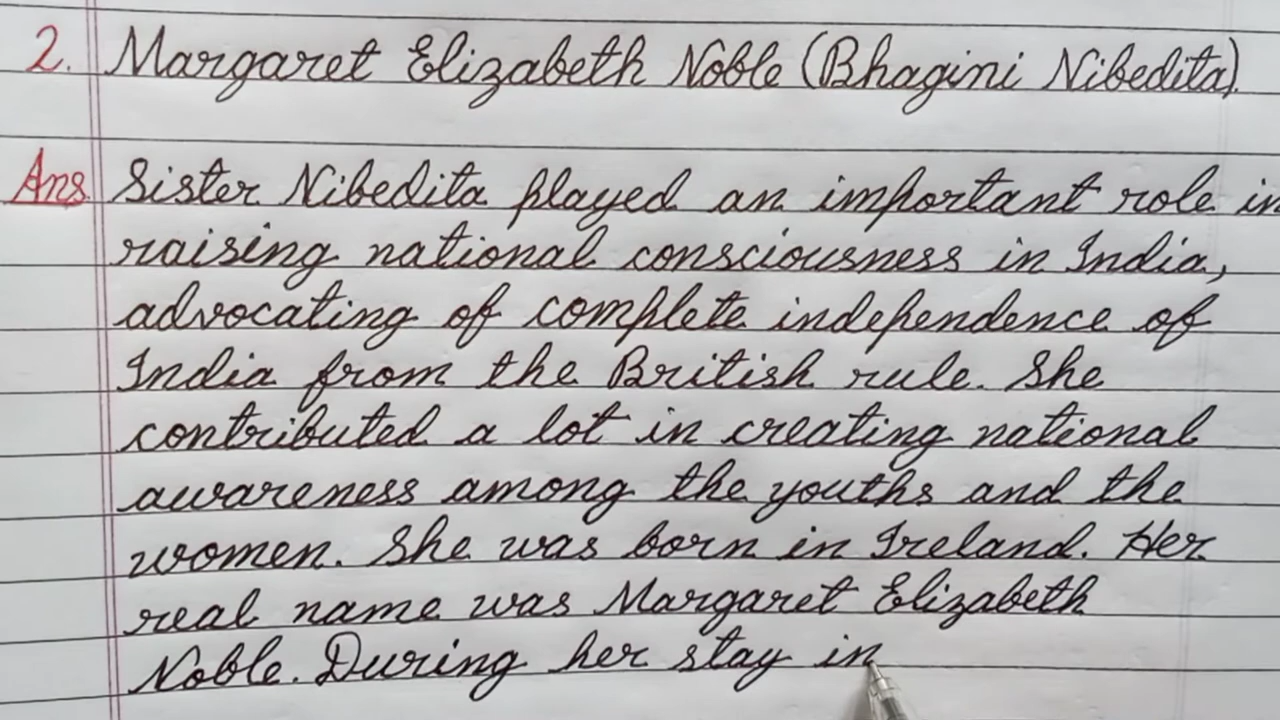 2. Margaret Elizabeth Noble (Bhagini Nibedita).
Ans Sister Nibedita played an important role in
raising national consciousness in India,
advocating of complete independence of
India from the British rule. She
contributed a lot in creating national
awareness among the youths and the
women. She was born in Ireland. Her
real name was Margaret Elizabeth
Noble. During her stay in